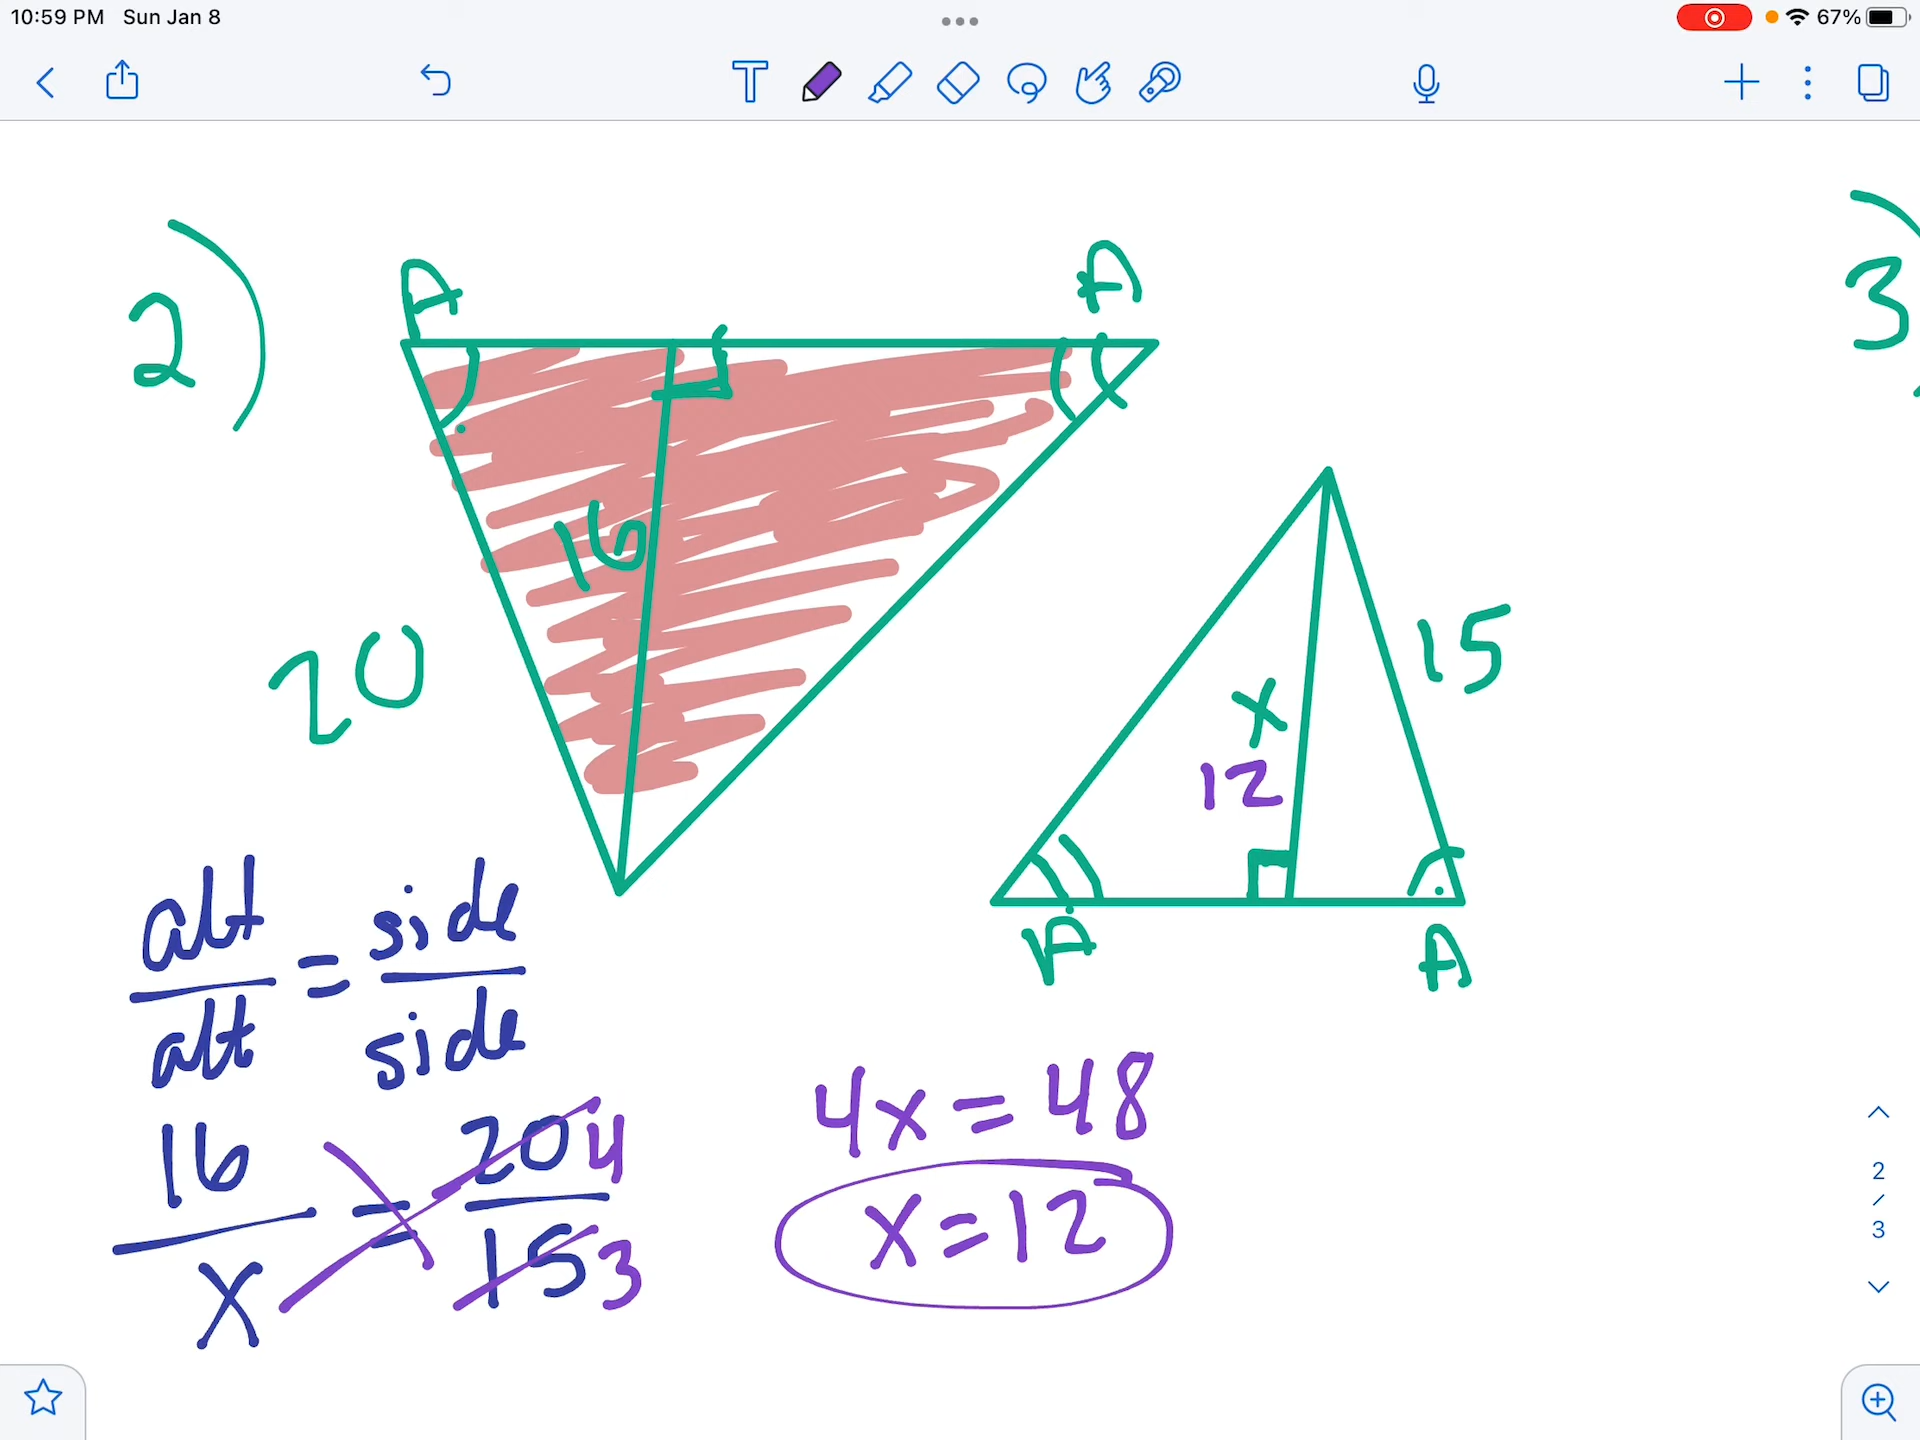 10:59 PM Sun Jan 8
67%
T
2)
A
A
3
16
20
15
x
12
A
A
alt = side
alt side
16 = 20 4
x 15 3
4x = 48
x = 12
2
/
3